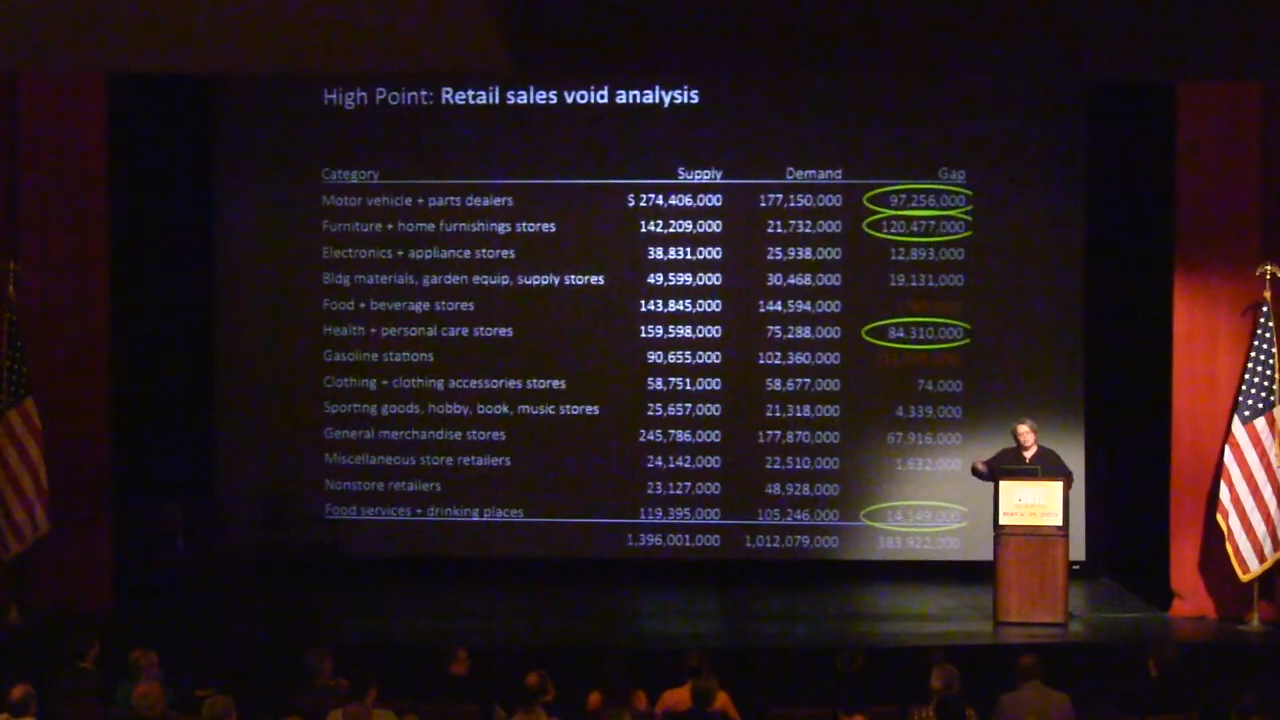 High Point: Retail sales void analysis
Category Supply Demand Gap
Motor vehicle + parts dealers $ 274,406,000 177,150,000 97,256,000
Furniture + home furnishings stores 142,209,000 21,732,000 120,477,000
Electronics + appliance stores 38,831,000 25,938,000 12,893,000
Bldg materials, garden equip, supply stores 49,599,000 30,468,000 19,131,000
Food + beverage stores 143,845,000 144,594,000
Health + personal care stores 159,598,000 75,288,000 84,310,000
Gasoline stations 90,655,000 102,360,000
Clothing + clothing accessories stores 58,751,000 58,677,000 74,000
Sporting goods, hobby, book, music stores 25,657,000 21,318,000 4,339,000
General merchandise stores 245,786,000 177,870,000 67,916,000
Miscellaneous store retailers 24,142,000 22,510,000 1,632,000
Nonstore retailers 23,127,000 48,928,000
Food services + drinking places 119,395,000 105,246,000 14,149,000
1,396,001,000 1,012,079,000 383,922,000